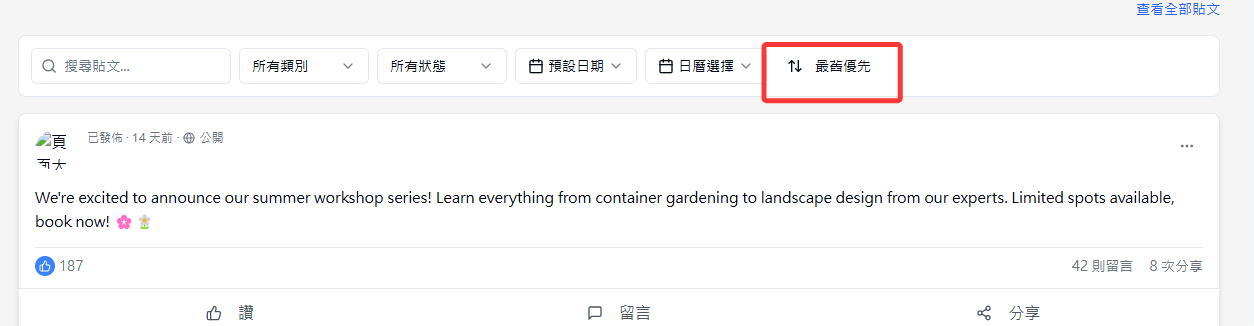 查看全部貼文
搜尋貼文...
所有類別
所有狀態
預設日期
日曆選擇
最舊優先
頁
已發佈 · 14 天前 · 公開
We're excited to announce our summer workshop series! Learn everything from container gardening to landscape design from our experts. Limited spots available,
book now! 🌸 🌼
187
42 則留言 8 次分享
讚
留言
分享